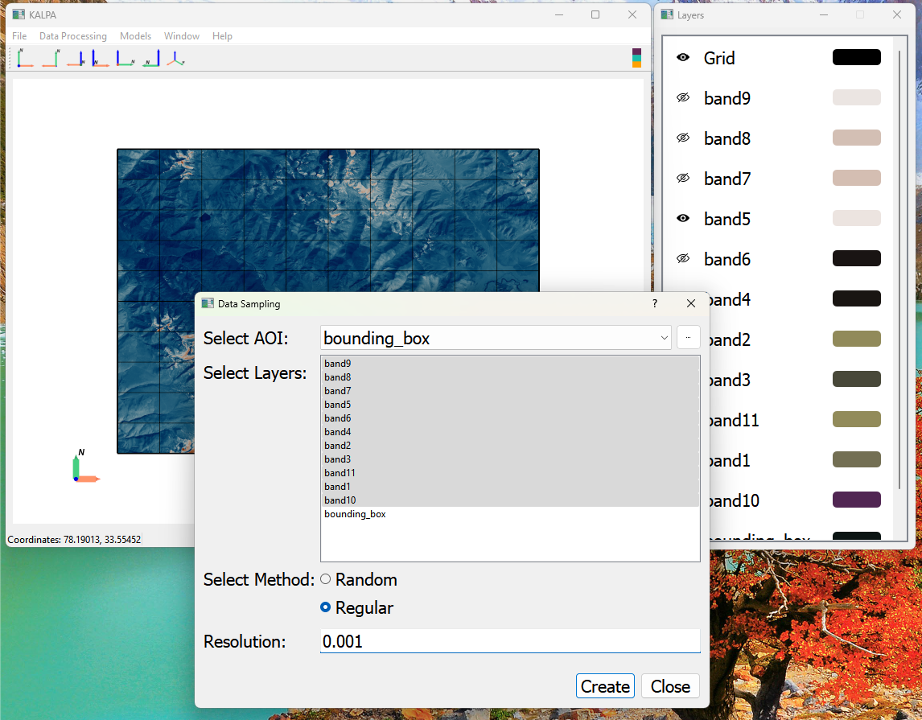 KALPA
File Data Processing Models Window Help
N
Coordinates: 78.19013, 33.55452
Layers
Grid
band9
band8
band7
band5
band6
band4
band2
band3
band11
band1
band10
bounding_box
Data Sampling ?
Select AOI: bounding_box ..
Select Layers:
band9
band8
band7
band5
band6
band4
band2
band3
band11
band1
band10
bounding_box
Select Method: Random
Regular
Resolution: 0.001
Create Close